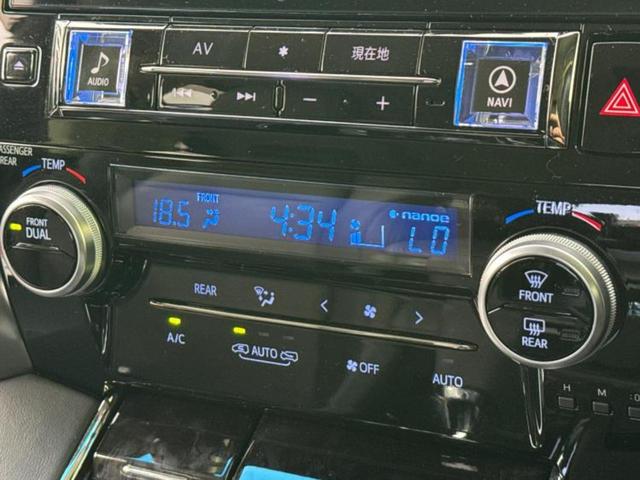 AV
現在地
AUDIO
NAVI
PASSENGER
REAR
TEMP
FRONT
DUAL
FRONT
18.5
4:34
nanoe
LO
TEMP
FRONT
REAR
REAR
A/C
AUTO
OFF
AUTO
H
M
:0